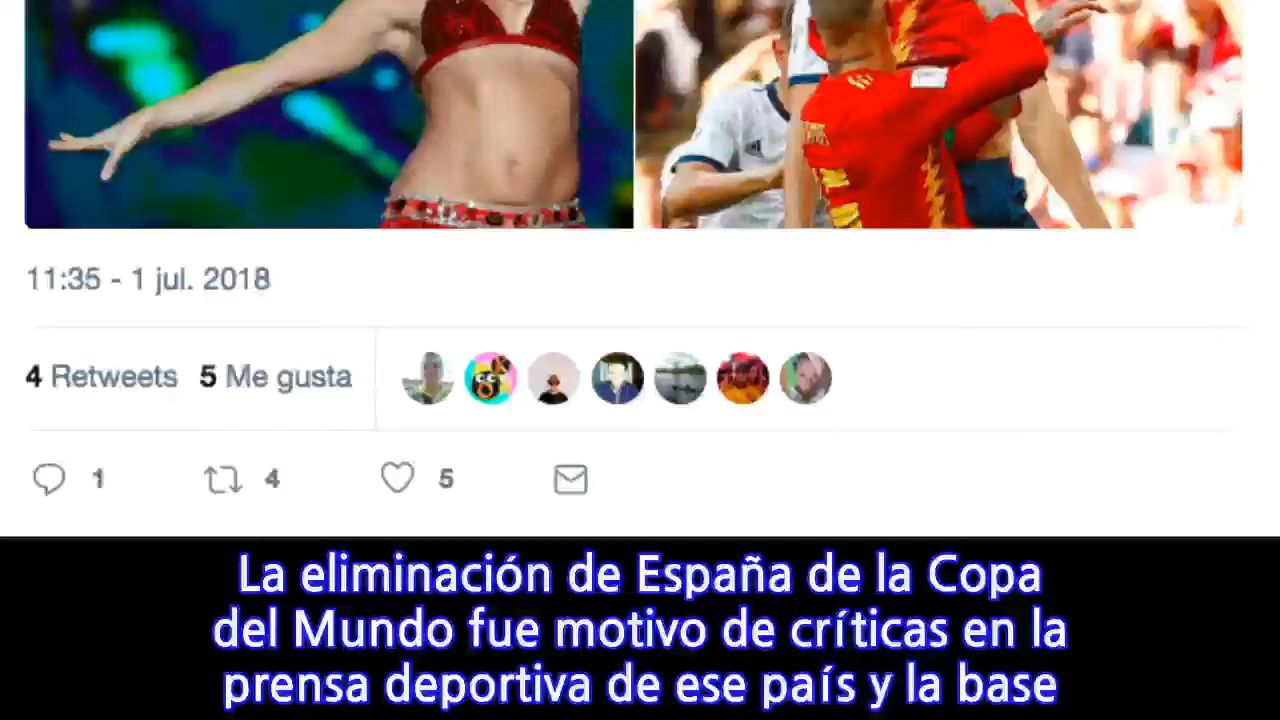 11:35 - 1 jul. 2018
4 Retweets 5 Me gusta
1 4 5
La eliminación de España de la Copa
del Mundo fue motivo de críticas en la
prensa deportiva de ese país y la base